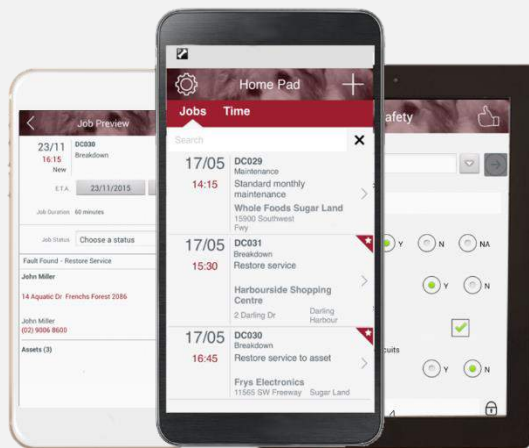 Job Preview
23/11
16:15
New
DC030
Breakdown
E.T.A.
23/11/2015
Job Duration 60 minutes
Job Status Choose a status
Fault Found - Restore Service
John Miller
14 Aquatic Dr Frenchs Forest 2086
John Miller
(02) 9006 8600
Assets (3)
Home Pad
Jobs Time
Search
17/05 DC029
Maintenance
14:15 Standard monthly
maintenance
Whole Foods Sugar Land
15900 Southwest
Fwy
17/05 DC031
Breakdown
15:30 Restore service
Harbourside Shopping
Centre
2 Darling Dr Darling
Harbour
17/05 DC030
Breakdown
16:45 Restore service to asset
Frys Electronics
11565 SW Freeway Sugar Land
afety
Y N NA
Y N
cuits
Y N